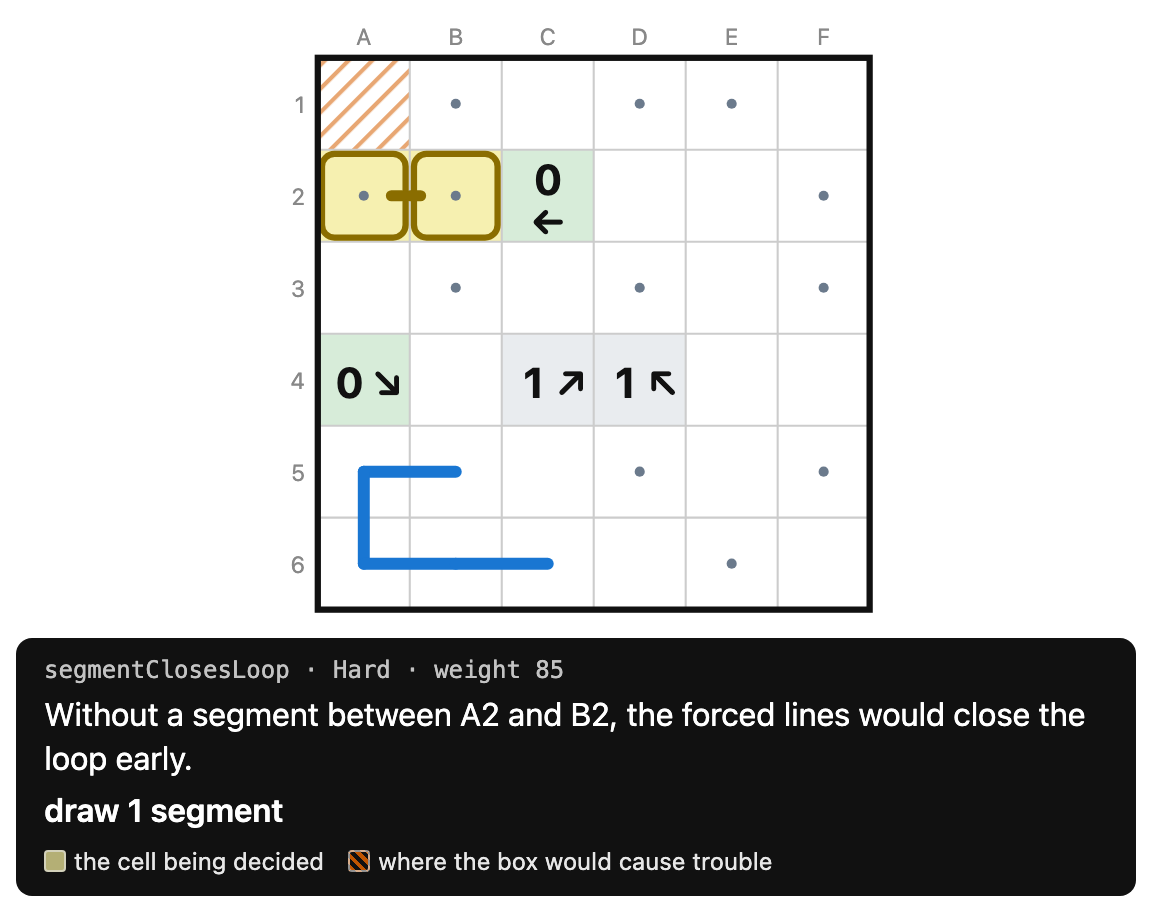 A B C D E F
1
2 0
←
3
4 0 ↘ 1 ↗ 1 ↖
5
6
segmentClosesLoop · Hard · weight 85
Without a segment between A2 and B2, the forced lines would close the
loop early.
draw 1 segment
the cell being decided where the box would cause trouble